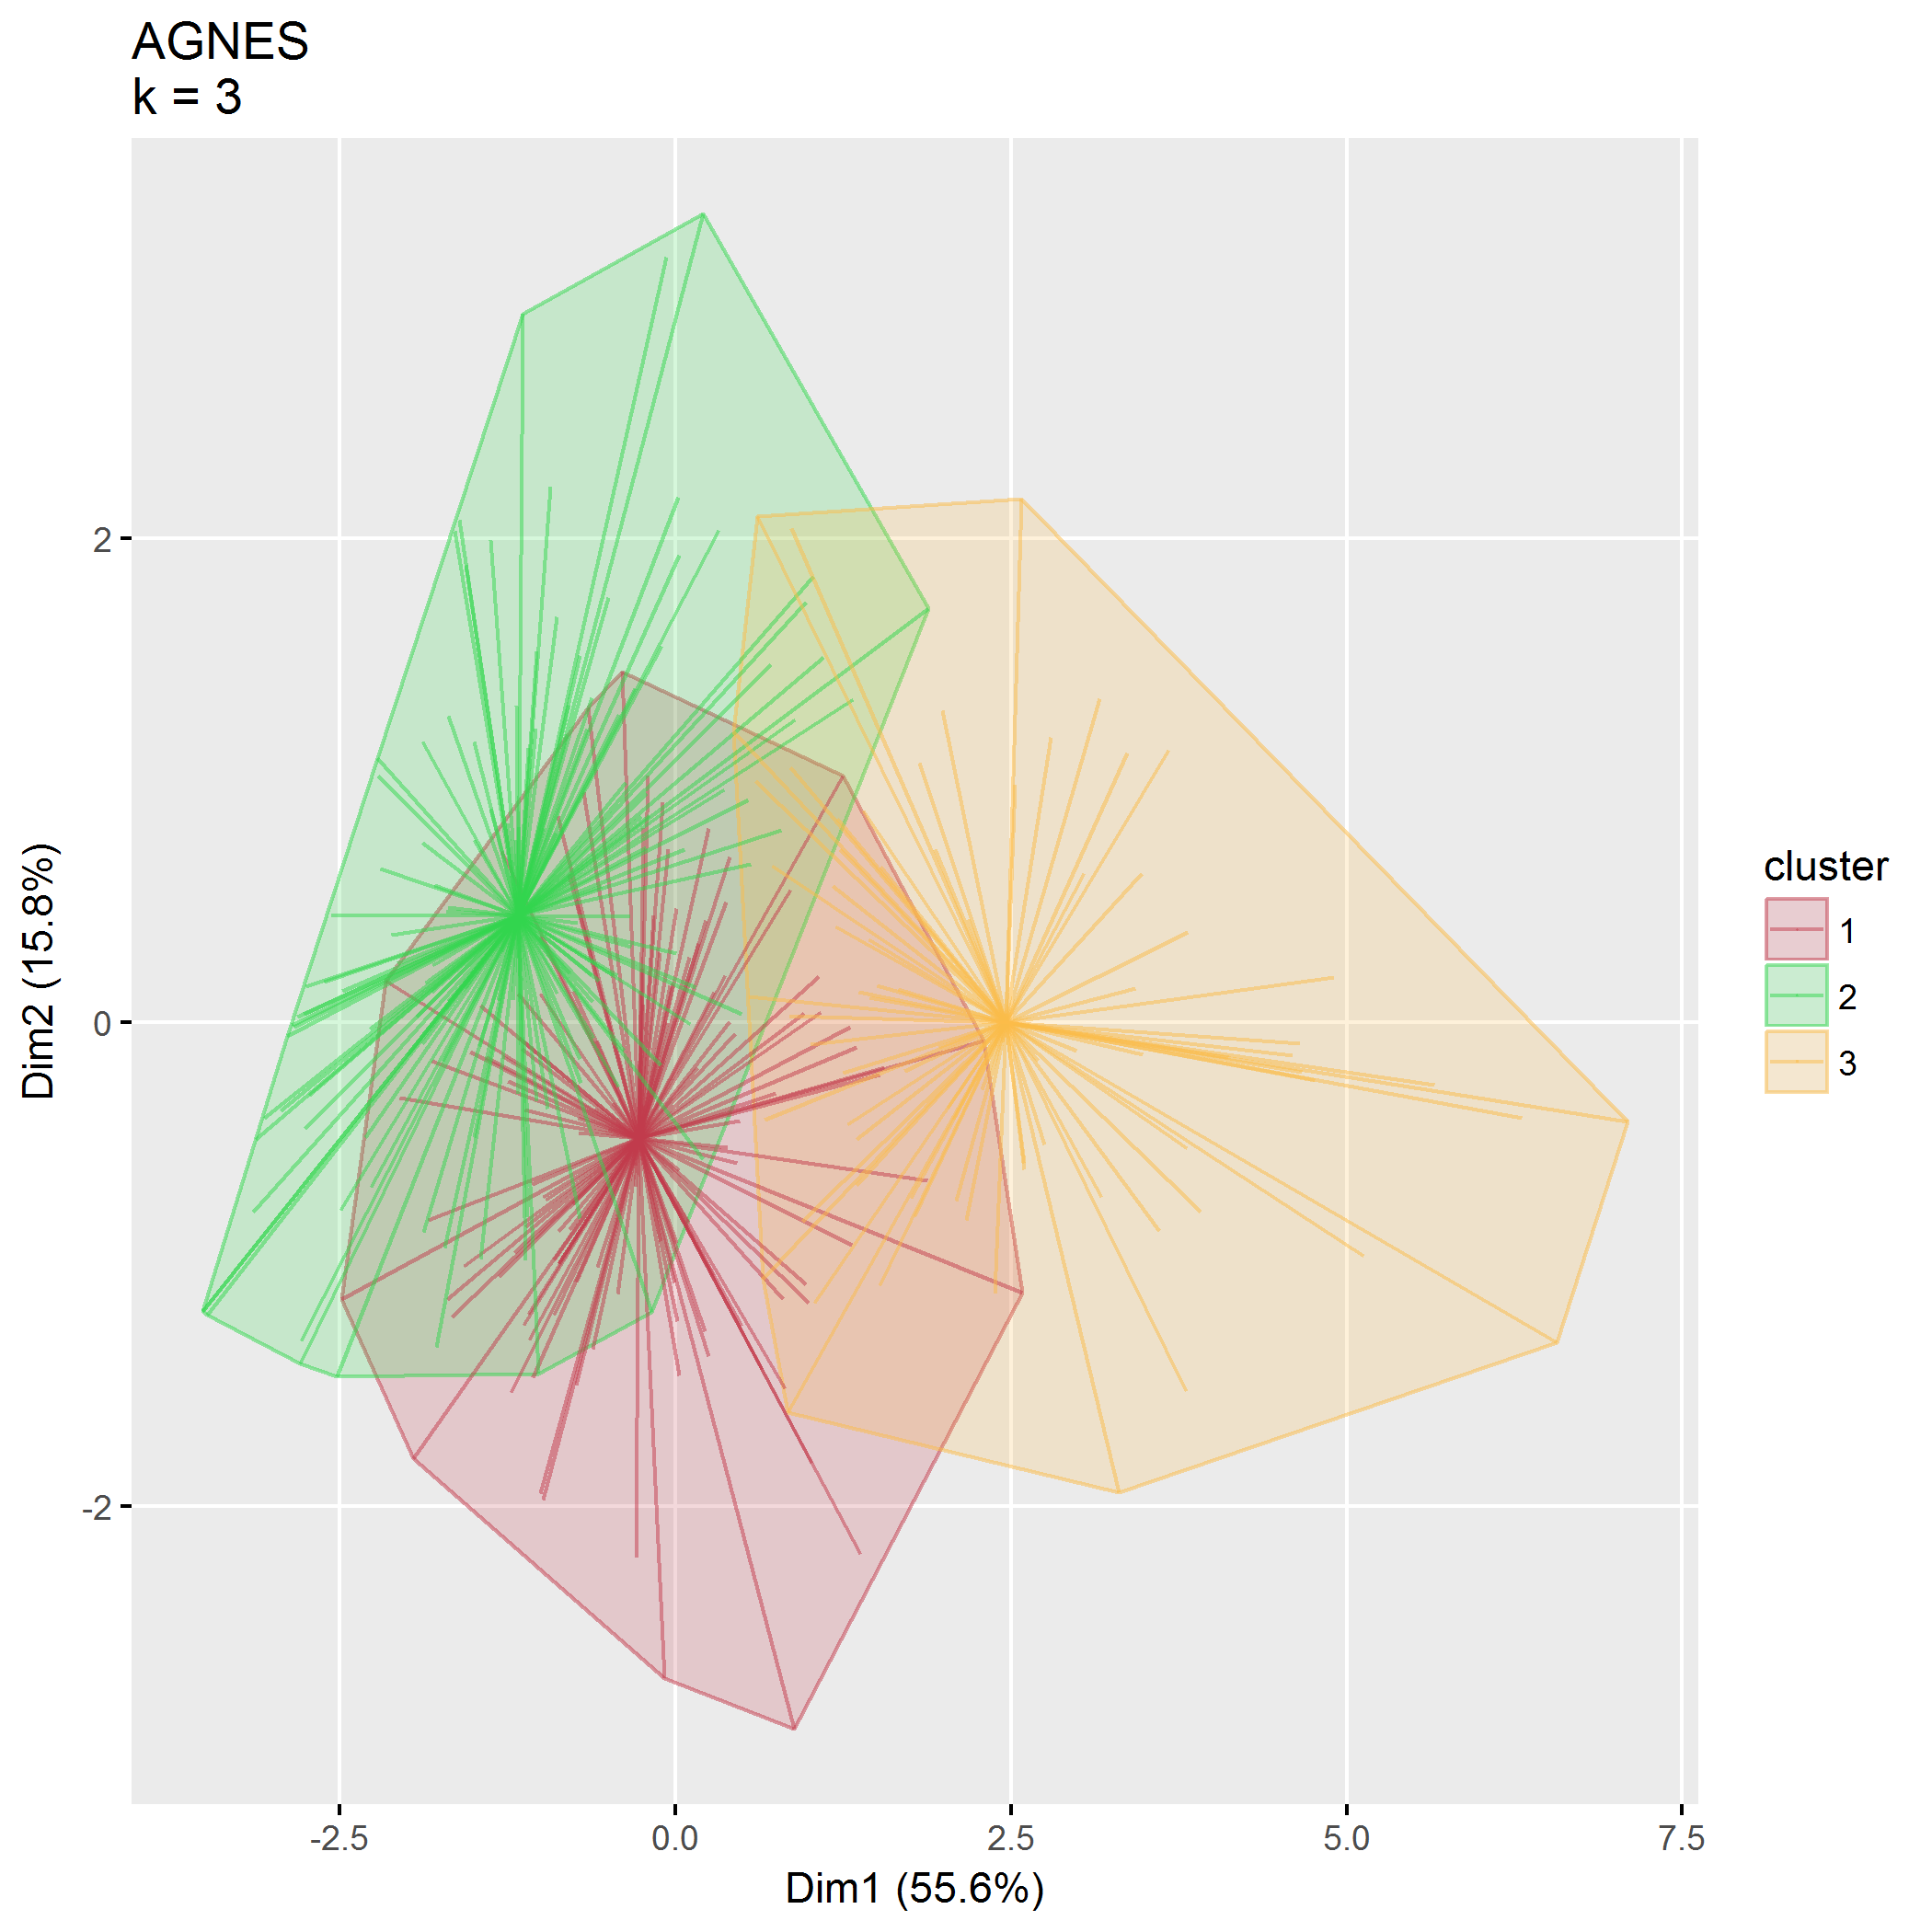 AGNES
k = 3
Dim2 (15.8%)
2
0
-2
-2.5
0.0
2.5
5.0
7.5
Dim1 (55.6%)
cluster
1
2
3